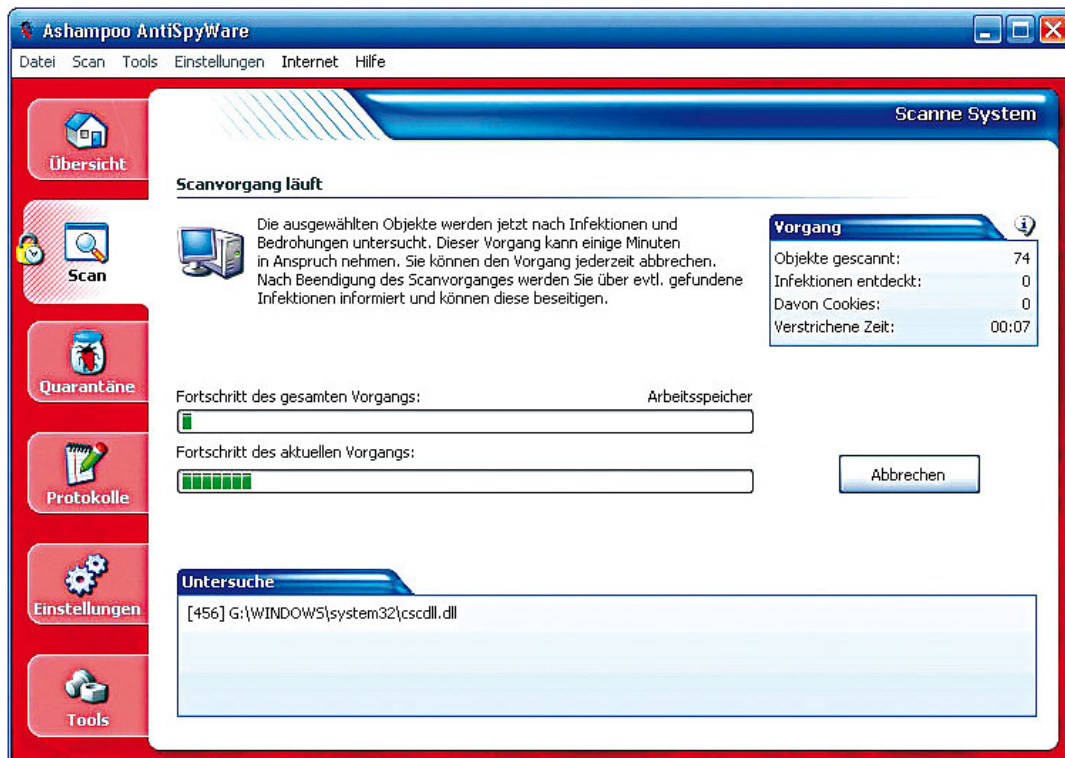 Ashampoo AntiSpyWare
Datei Scan Tools Einstellungen Internet Hilfe
Scanne System
Übersicht
Scan
Quarantäne
Protokolle
Einstellungen
Tools
Scanvorgang läuft
Die ausgewählten Objekte werden jetzt nach Infektionen und
Bedrohungen untersucht. Dieser Vorgang kann einige Minuten
in Anspruch nehmen. Sie können den Vorgang jederzeit abbrechen.
Nach Beendigung des Scanvorganges werden Sie über evtl. gefundene
Infektionen informiert und können diese beseitigen.
Vorgang
Objekte gescannt: 74
Infektionen entdeckt: 0
Davon Cookies: 0
Verstrichene Zeit: 00:07
Fortschritt des gesamten Vorgangs: Arbeitsspeicher
Fortschritt des aktuellen Vorgangs:
Abbrechen
Untersuche
[456] G:\WINDOWS\system32\cscdll.dll